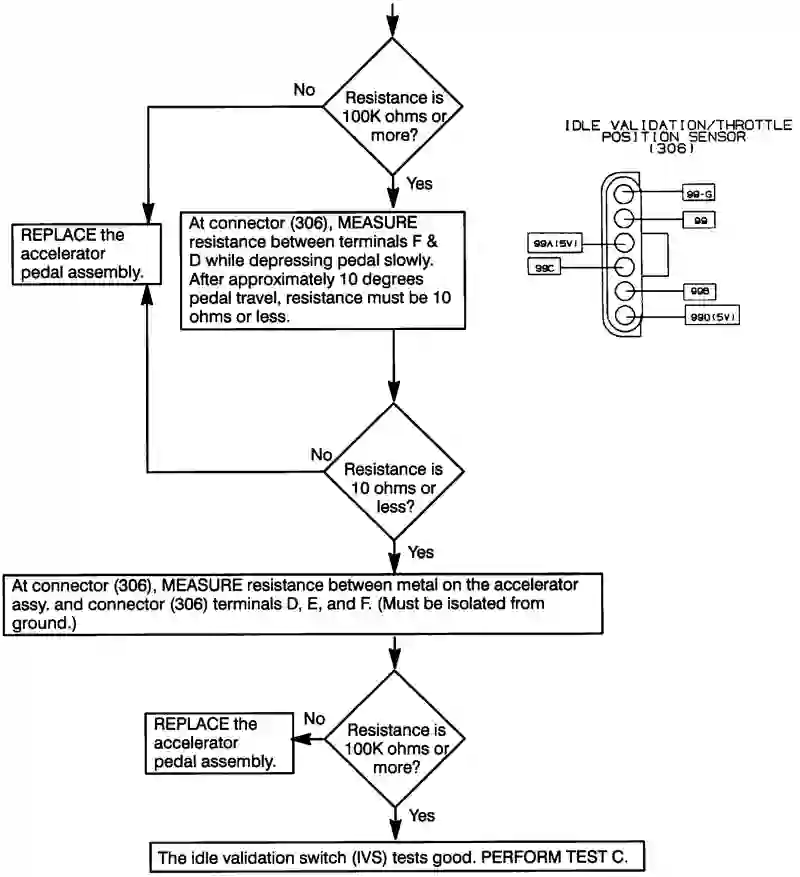 No
Resistance is
100K ohms or
more?
Yes
IDLE VALIDATION/THROTTLE
POSITION SENSOR
(306)
99-G
99
99A(5V)
99C
99B
99D(5V)
REPLACE the
accelerator
pedal assembly.
At connector (306), MEASURE
resistance between terminals F &
D while depressing pedal slowly.
After approximately 10 degrees
pedal travel, resistance must be 10
ohms or less.
No
Resistance is
10 ohms or
less?
Yes
At connector (306), MEASURE resistance between metal on the accelerator
assy. and connector (306) terminals D, E, and F. (Must be isolated from
ground.)
REPLACE the
accelerator
pedal assembly.
No
Resistance is
100K ohms or
more?
Yes
The idle validation switch (IVS) tests good. PERFORM TEST C.